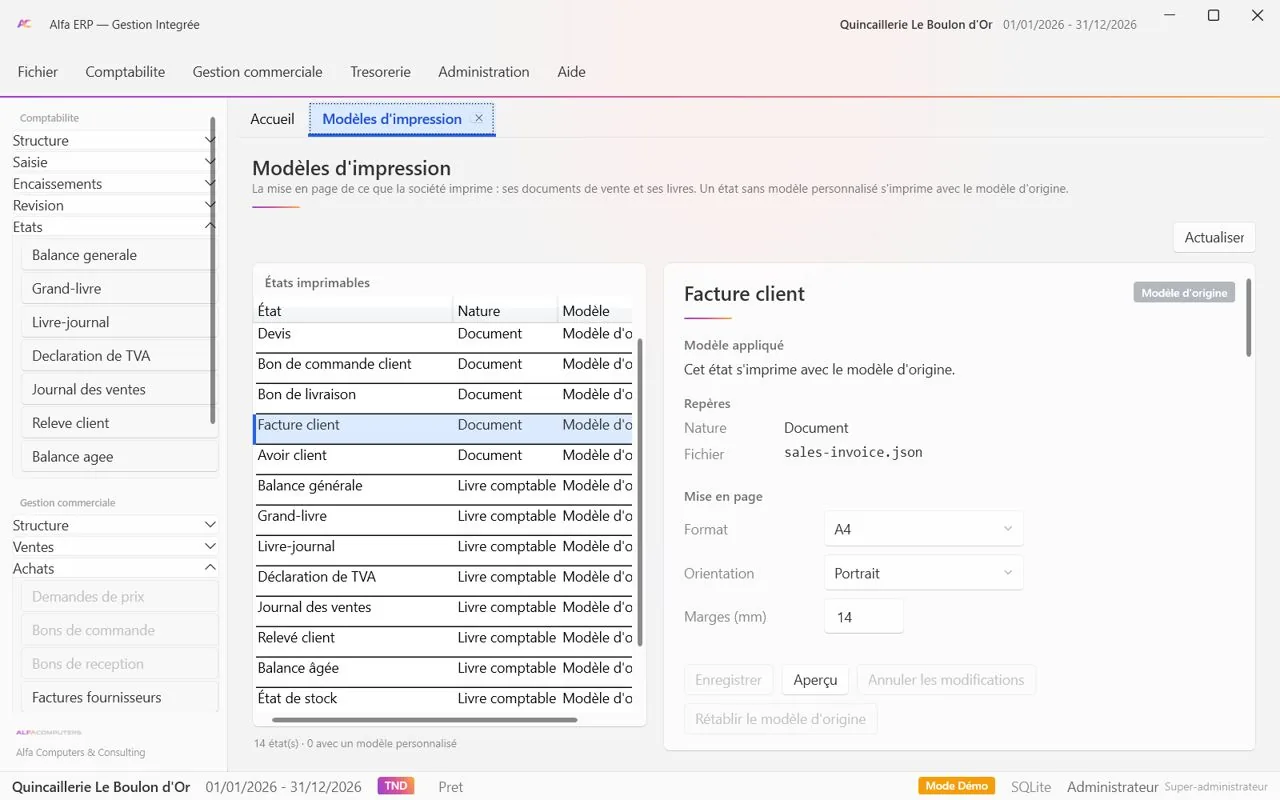 Alfa ERP — Gestion Integrée
Quincaillerie Le Boulon d'Or 01/01/2026 - 31/12/2026
Fichier Comptabilite Gestion commerciale Tresorerie Administration Aide
Comptabilite
Structure
Saisie
Encaissements
Revision
Etats
Balance generale
Grand-livre
Livre-journal
Declaration de TVA
Journal des ventes
Releve client
Balance agee
Gestion commerciale
Structure
Ventes
Achats
Demandes de prix
Bons de commande
Bons de reception
Factures fournisseurs
ALFACOMPUTERS
Alfa Computers & Consulting
Accueil Modèles d'impression
Modèles d'impression
La mise en page de ce que la société imprime : ses documents de vente et ses livres. Un état sans modèle personnalisé s'imprime avec le modèle d'origine.
Actualiser
États imprimables
État Nature Modèle
Devis Document Modèle d'o
Bon de commande client Document Modèle d'o
Bon de livraison Document Modèle d'o
Facture client Document Modèle d'o
Avoir client Document Modèle d'o
Balance générale Livre comptable Modèle d'o
Grand-livre Livre comptable Modèle d'o
Livre-journal Livre comptable Modèle d'o
Déclaration de TVA Livre comptable Modèle d'o
Journal des ventes Livre comptable Modèle d'o
Relevé client Livre comptable Modèle d'o
Balance âgée Livre comptable Modèle d'o
État de stock Livre comptable Modèle d'o
14 état(s) · 0 avec un modèle personnalisé
Facture client Modèle d'origine
Modèle appliqué
Cet état s'imprime avec le modèle d'origine.
Repères
Nature Document
Fichier sales-invoice.json
Mise en page
Format A4
Orientation Portrait
Marges (mm) 14
Enregistrer Aperçu Annuler les modifications
Rétablir le modèle d'origine
Quincaillerie Le Boulon d'Or 01/01/2026 - 31/12/2026 TND Pret Mode Démo SQLite Administrateur Super-administrateur